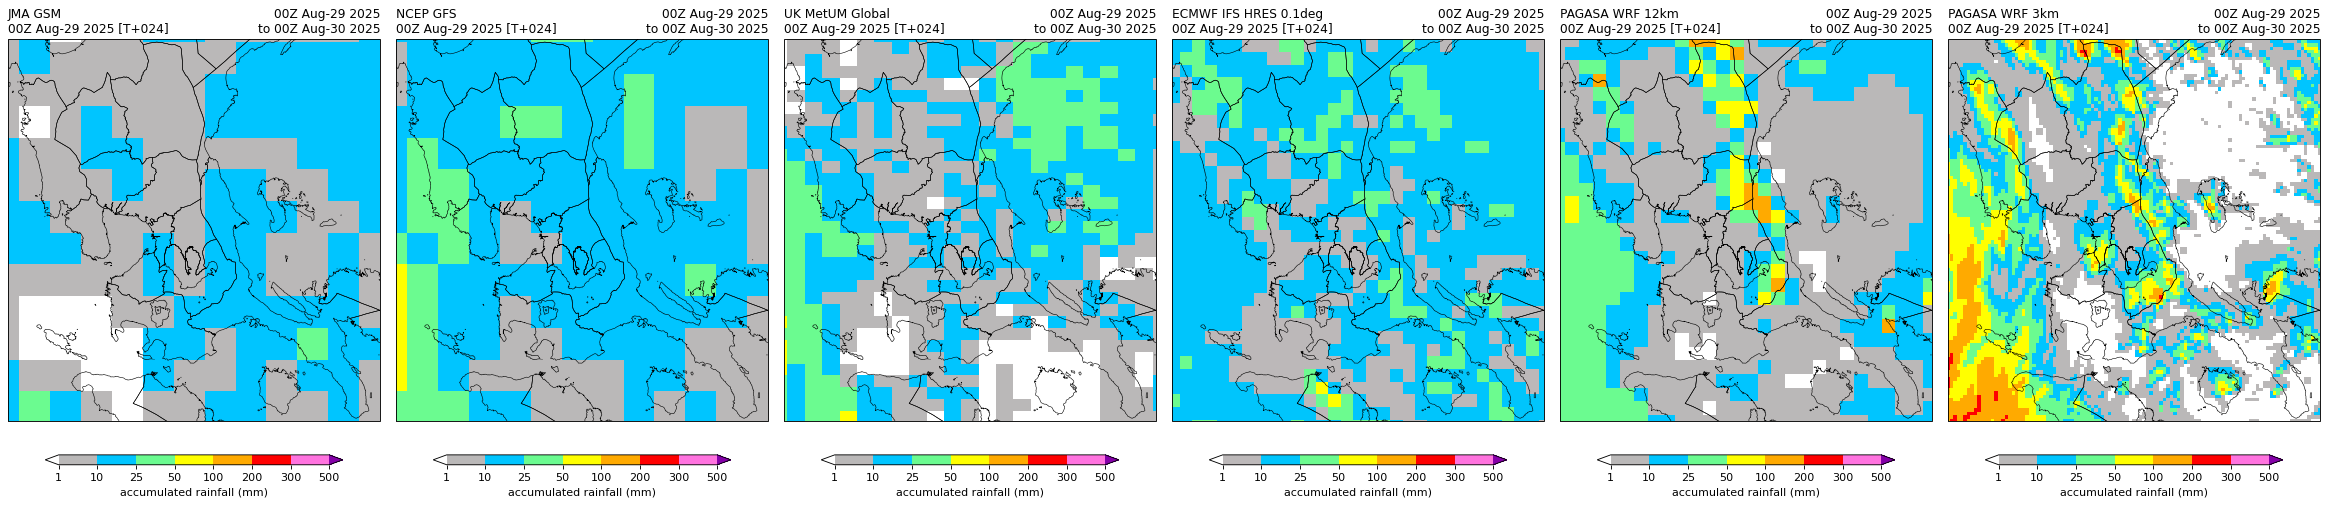 JMA GSM 00Z Aug-29 2025
00Z Aug-29 2025 [T+024] to 00Z Aug-30 2025
1 10 25 50 100 200 300 500
accumulated rainfall (mm)
NCEP GFS 00Z Aug-29 2025
00Z Aug-29 2025 [T+024] to 00Z Aug-30 2025
1 10 25 50 100 200 300 500
accumulated rainfall (mm)
UK MetUM Global 00Z Aug-29 2025
00Z Aug-29 2025 [T+024] to 00Z Aug-30 2025
1 10 25 50 100 200 300 500
accumulated rainfall (mm)
ECMWF IFS HRES 0.1deg 00Z Aug-29 2025
00Z Aug-29 2025 [T+024] to 00Z Aug-30 2025
1 10 25 50 100 200 300 500
accumulated rainfall (mm)
PAGASA WRF 12km 00Z Aug-29 2025
00Z Aug-29 2025 [T+024] to 00Z Aug-30 2025
1 10 25 50 100 200 300 500
accumulated rainfall (mm)
PAGASA WRF 3km 00Z Aug-29 2025
00Z Aug-29 2025 [T+024] to 00Z Aug-30 2025
1 10 25 50 100 200 300 500
accumulated rainfall (mm)